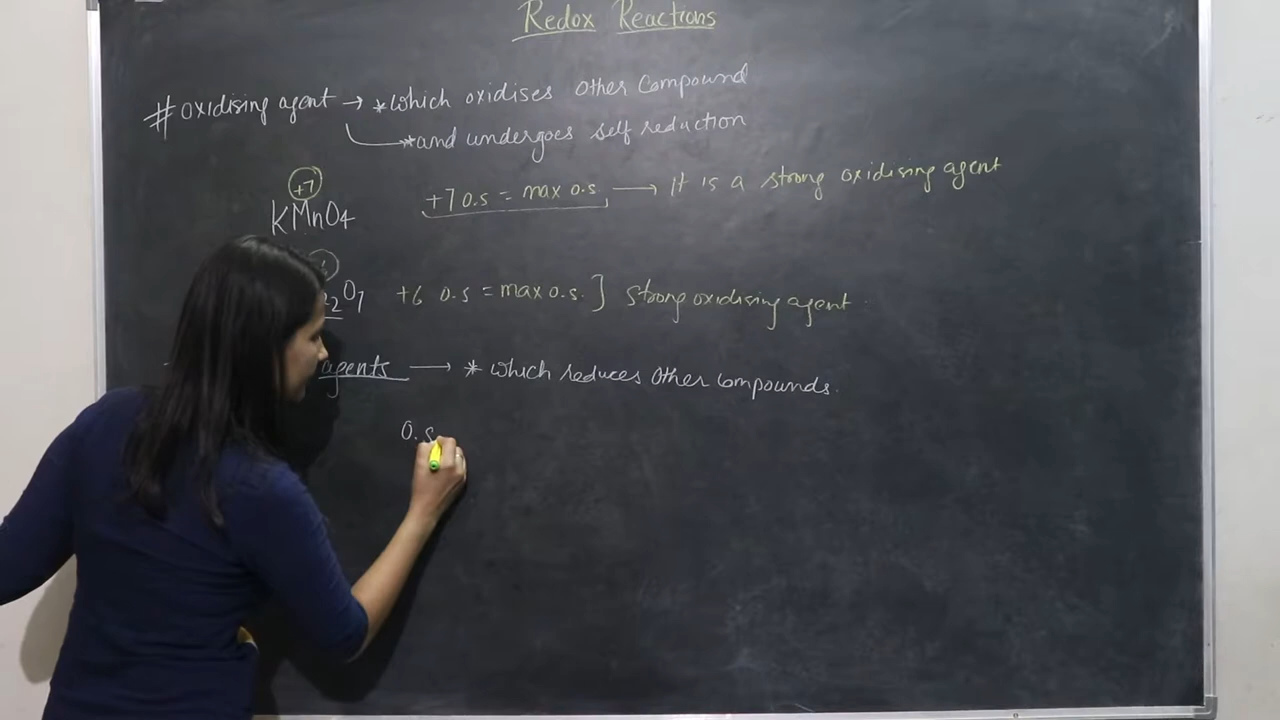 Redox Reactions
# oxidising agent → * which oxidises other compound
* and undergoes self reduction
+7
KMnO4 +7 o.s = max o.s. → It is a strong oxidising agent
2O7 +6 o.s = max o.s. ] strong oxidising agent
agents → * which reduces other compounds.
O.s